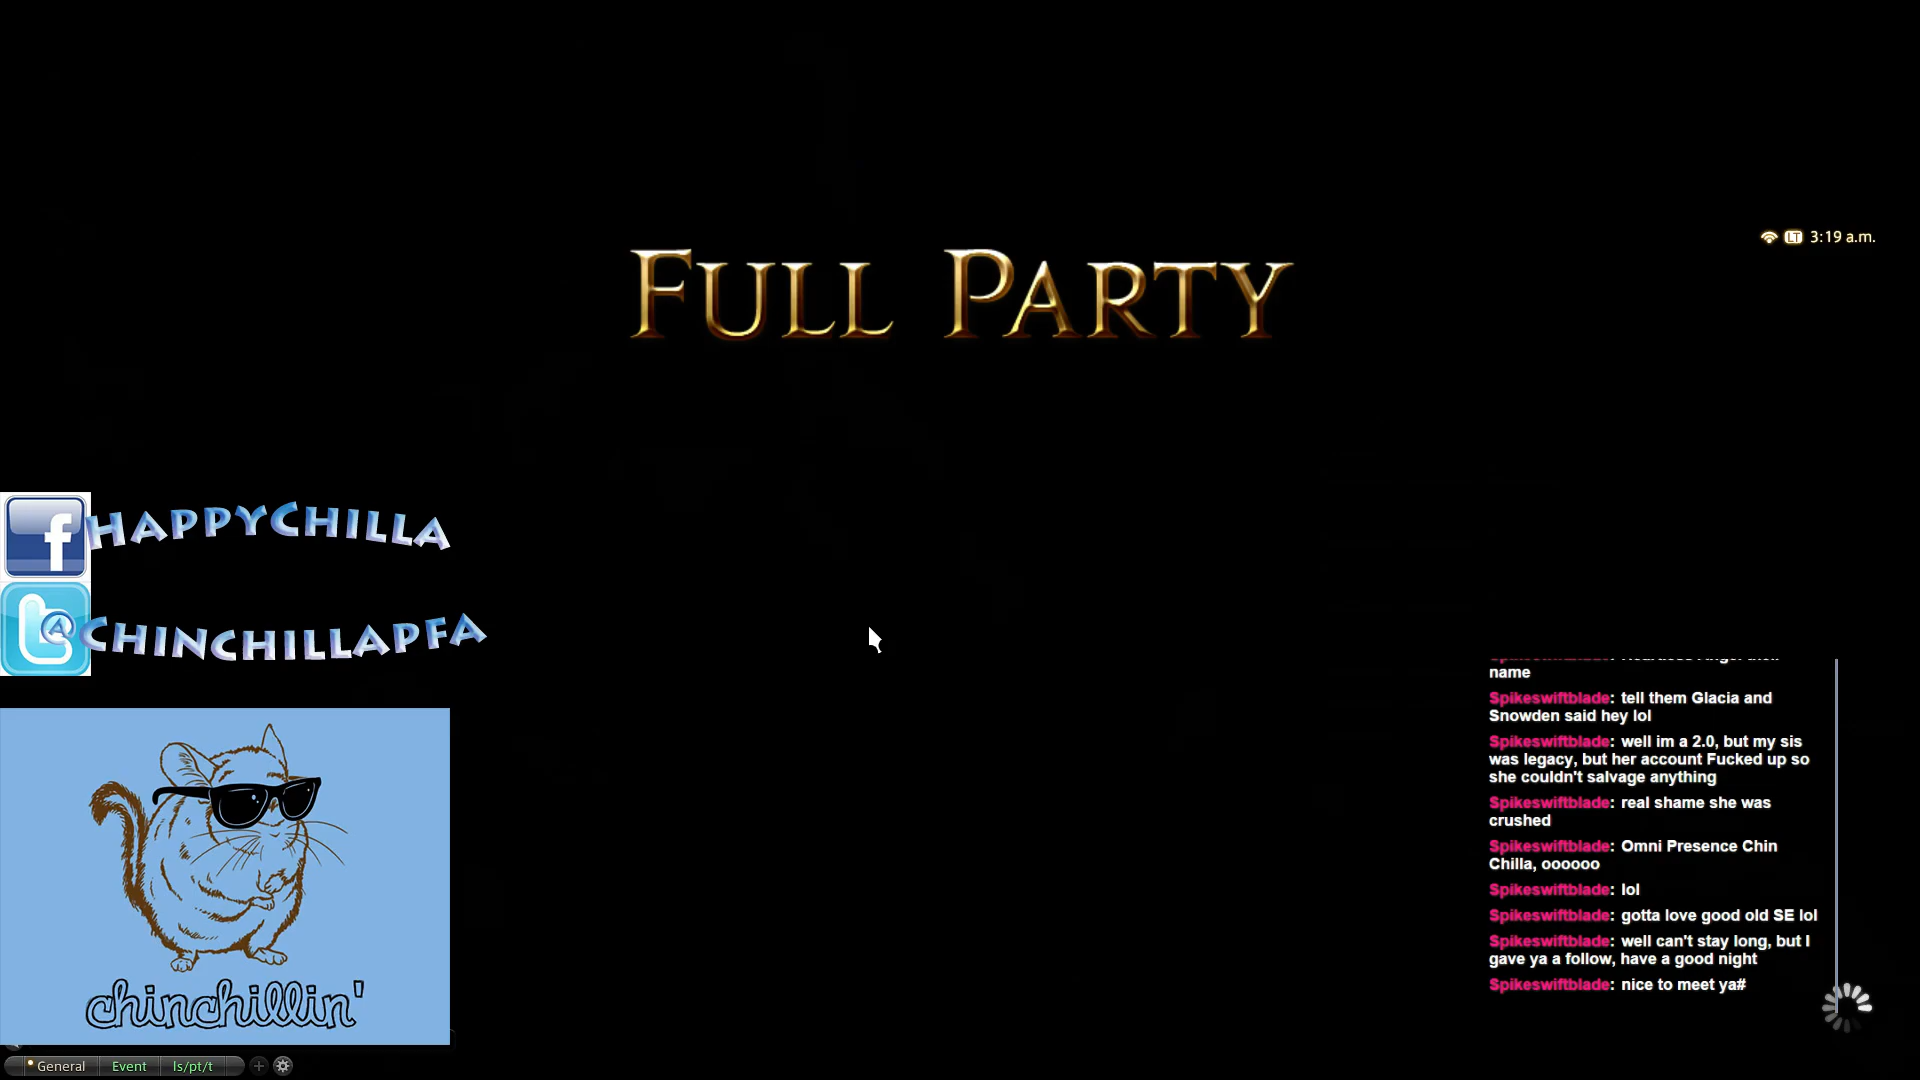 FULL PARTY
LT 3:19 a.m.
f HAPPYCHILLA
t @CHINCHILLAPFA
name
Spikeswiftblade: tell them Glacia and
Snowden said hey lol
Spikeswiftblade: well im a 2.0, but my sis
was legacy, but her account Fucked up so
she couldn't salvage anything
Spikeswiftblade: real shame she was
crushed
Spikeswiftblade: Omni Presence Chin
Chilla, oooooo
Spikeswiftblade: lol
Spikeswiftblade: gotta love good old SE lol
Spikeswiftblade: well can't stay long, but I
gave ya a follow, have a good night
Spikeswiftblade: nice to meet ya#
chinchillin'
General Event ls/pt/t